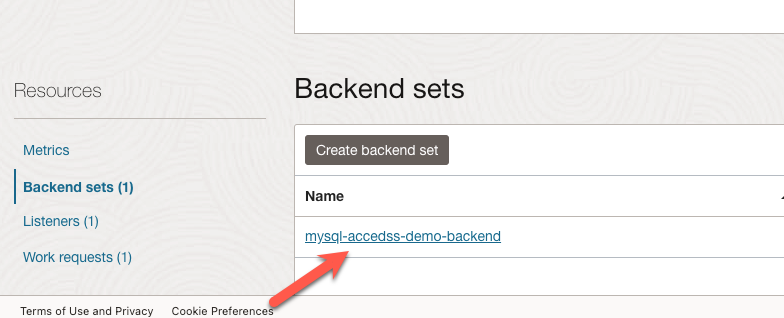 Resources
Metrics
Backend sets (1)
Listeners (1)
Work requests (1)
Backend sets
Create backend set
Name
mysql-accedss-demo-backend
Terms of Use and Privacy Cookie Preferences